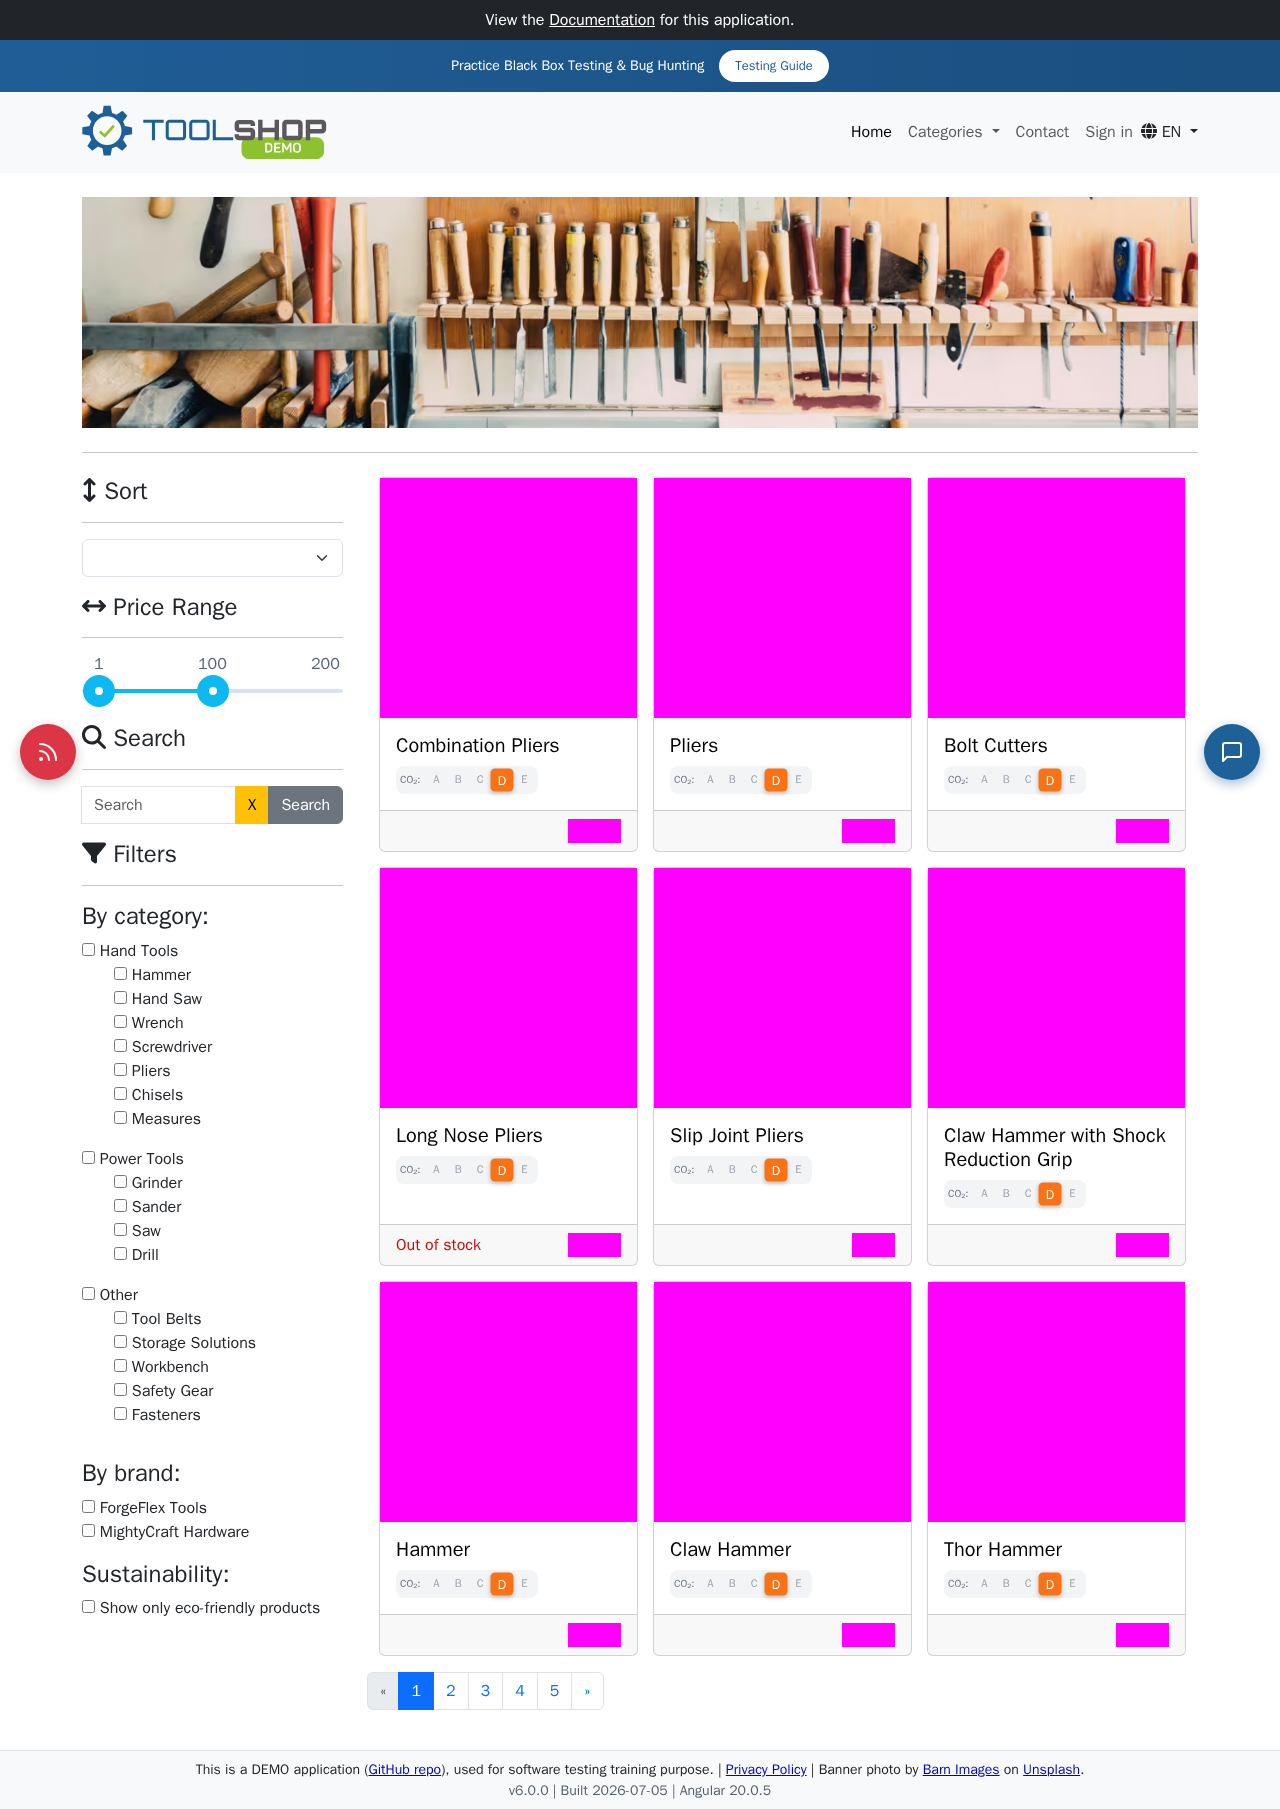 View the Documentation for this application.
Practice Black Box Testing & Bug Hunting Testing Guide
TOOLSHOP
DEMO
Home Categories Contact Sign in EN
Sort
Price Range
1 100 200
Search
Search X Search
Filters
By category:
Hand Tools
Hammer
Hand Saw
Wrench
Screwdriver
Pliers
Chisels
Measures
Power Tools
Grinder
Sander
Saw
Drill
Other
Tool Belts
Storage Solutions
Workbench
Safety Gear
Fasteners
By brand:
ForgeFlex Tools
MightyCraft Hardware
Sustainability:
Show only eco-friendly products
Combination Pliers
CO₂: A B C D E
Pliers
CO₂: A B C D E
Bolt Cutters
CO₂: A B C D E
Long Nose Pliers
CO₂: A B C D E
Out of stock
Slip Joint Pliers
CO₂: A B C D E
Claw Hammer with Shock
Reduction Grip
CO₂: A B C D E
Hammer
CO₂: A B C D E
Claw Hammer
CO₂: A B C D E
Thor Hammer
CO₂: A B C D E
« 1 2 3 4 5 »
This is a DEMO application (GitHub repo), used for software testing training purpose. | Privacy Policy | Banner photo by Barn Images on Unsplash.
v6.0.0 | Built 2026-07-05 | Angular 20.0.5